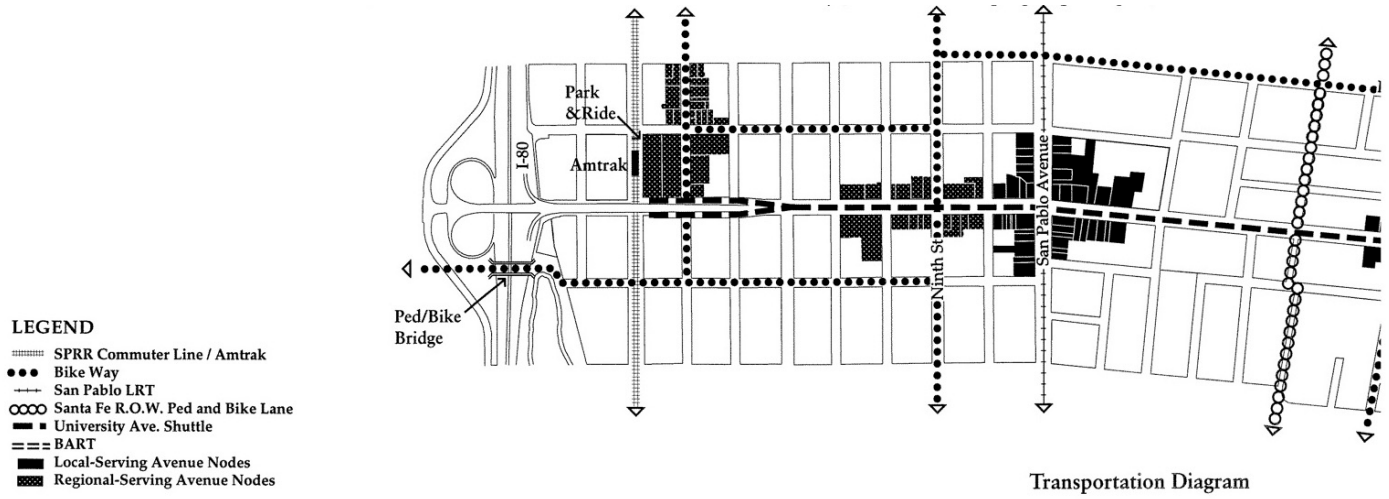 Park
&Ride
I-80
Amtrak
San Pablo Avenue
Ninth St
Ped/Bike
Bridge
LEGEND
SPRR Commuter Line / Amtrak
Bike Way
San Pablo LRT
Santa Fe R.O.W. Ped and Bike Lane
University Ave. Shuttle
BART
Local-Serving Avenue Nodes
Regional-Serving Avenue Nodes
Transportation Diagram